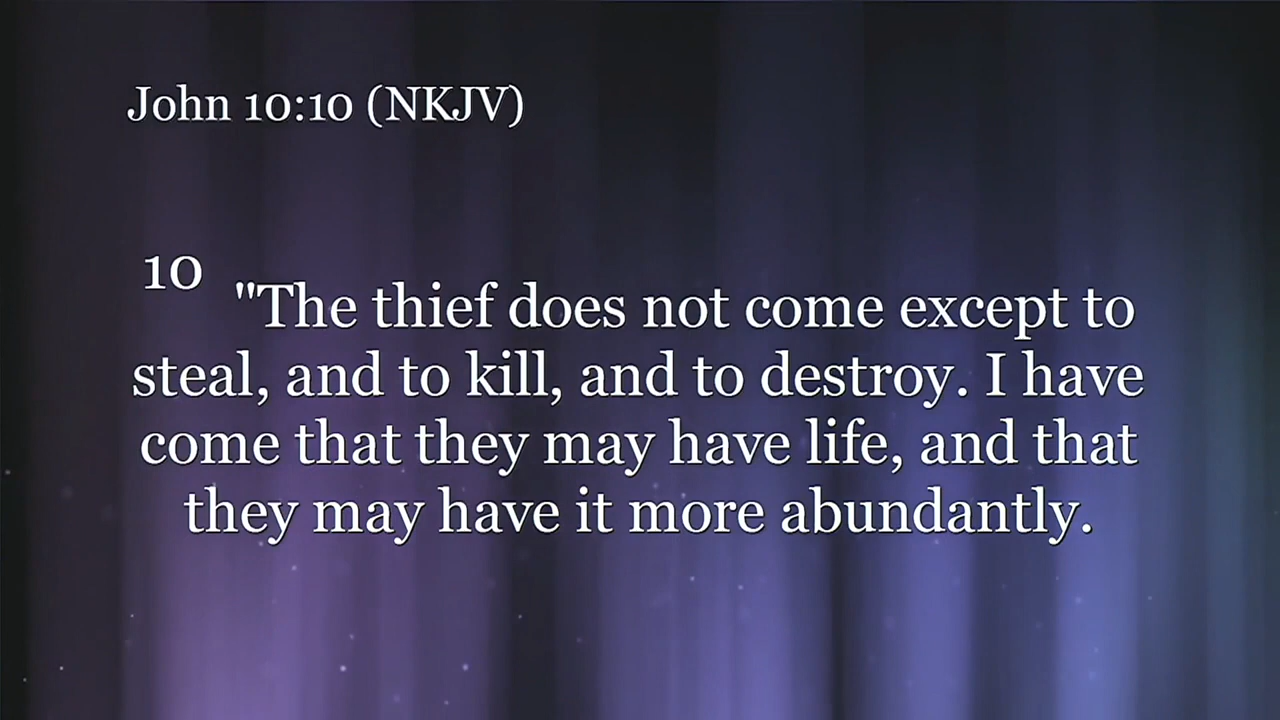 John 10:10 (NKJV)
10 "The thief does not come except to
steal, and to kill, and to destroy. I have
come that they may have life, and that
they may have it more abundantly.